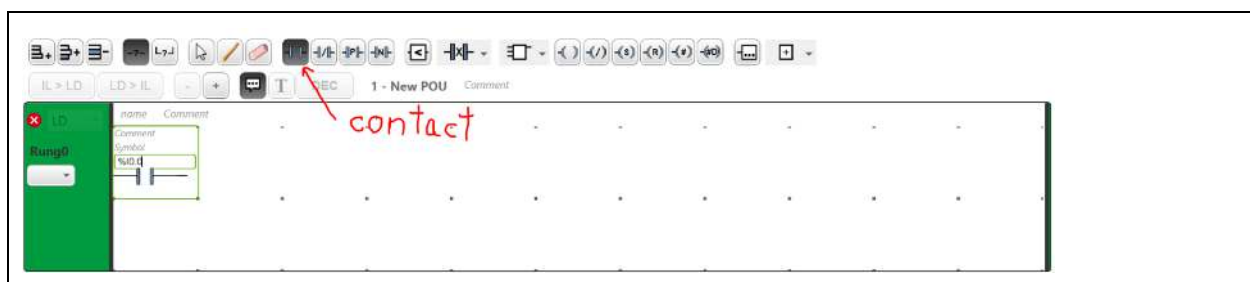 IL > LD LD > IL - + T DEC 1 - New POU Comment
contact
LD name Comment
Comment
Rung0 Symbol
%I0.0